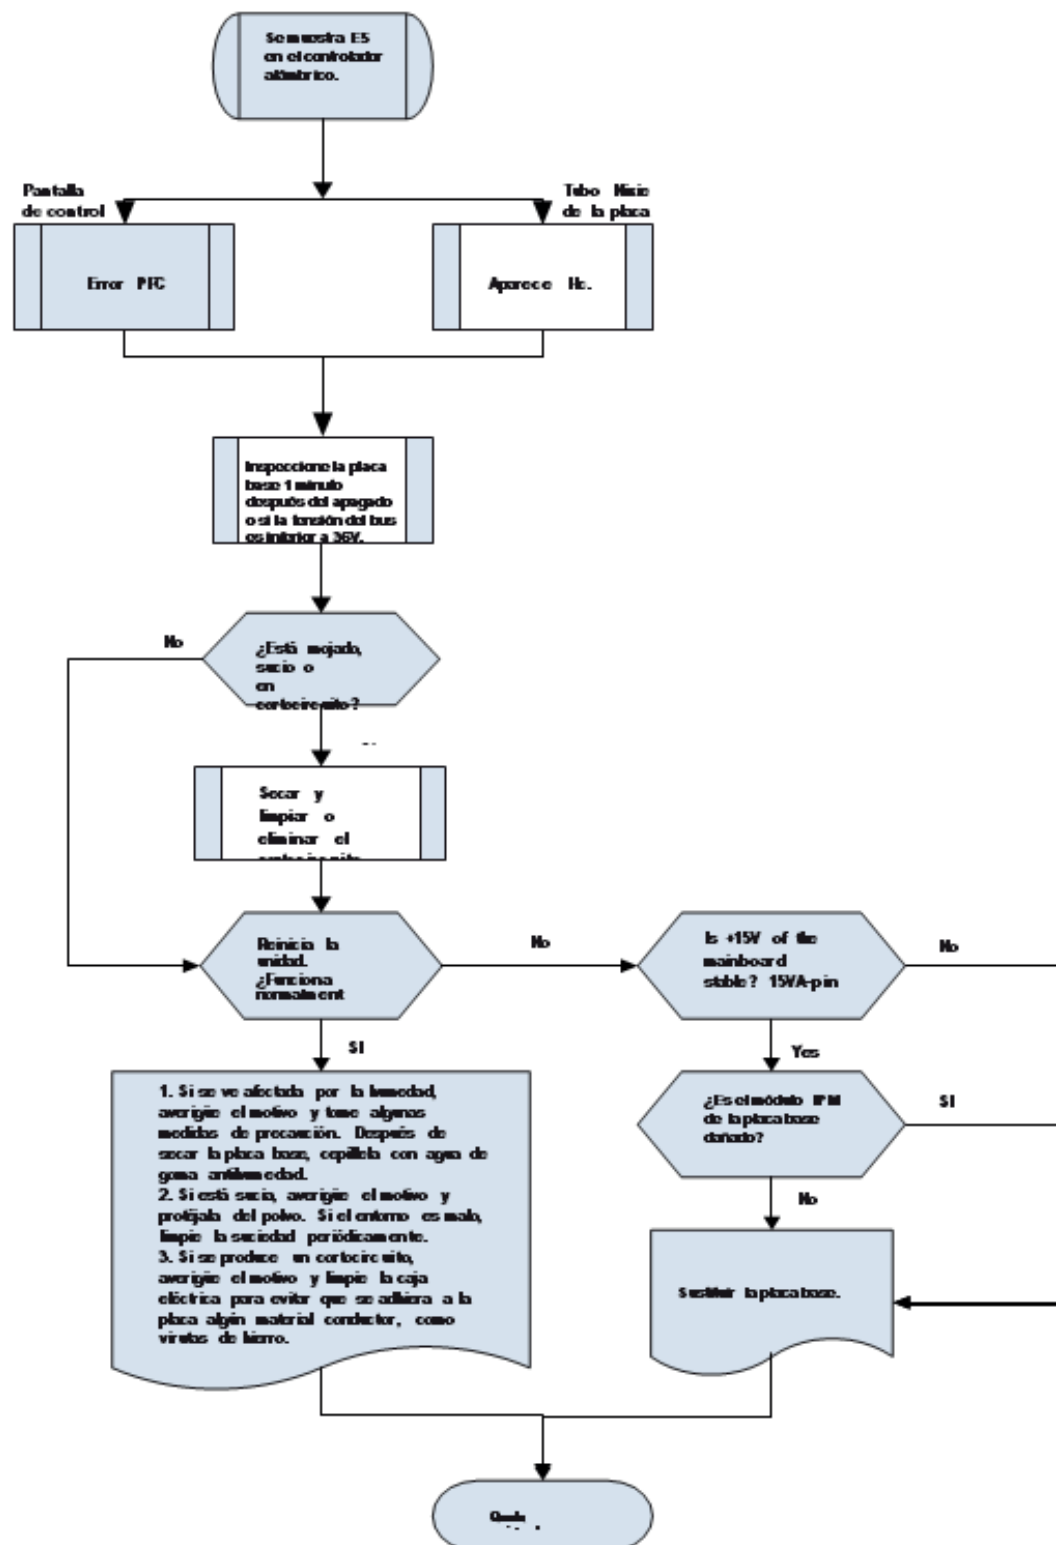 Se muestra E5
en el controlador
alámbrico.
Pantalla
de control
Tubo Nixie
de la placa
Error PFC
Aparece Hc.
Inspeccione la placa
base 1 minuto
después del apagado
o si la tensión del bus
es inferior a 36V.
No
¿Está mojado,
sucio o
en
cortocircuito?
Secar y
limpiar o
eliminar el
cortocircuito
Reinicia la
unidad.
¿Funciona
normalment
No
Is +15V of the
mainboard
stable? 15VA-pin
No
SI
Yes
1. Si se ve afectada por la humedad,
averigüe el motivo y tome algunas
medidas de precaución. Después de
secar la placa base, cepíllela con agua de
goma antihumedad.
2. Si está sucia, averigüe el motivo y
protéjala del polvo. Si el entorno es malo,
limpie la suciedad periódicamente.
3. Si se produce un cortocircuito,
averigüe el motivo y limpie la caja
eléctrica para evitar que se adhiera a la
placa algún material conductor, como
virutas de hierro.
¿Es el módulo IPM
de la placa base
dañado?
SI
No
Sustituir la placa base.